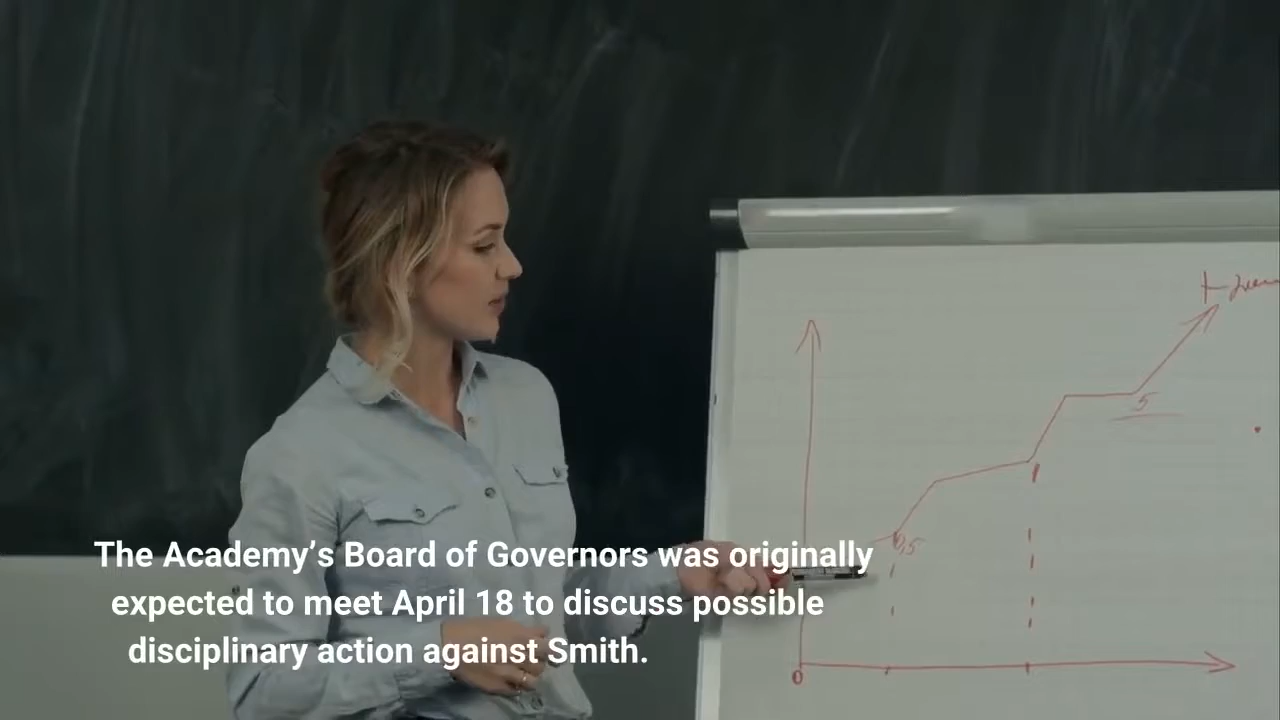 5
0,5
0
The Academy’s Board of Governors was originally
expected to meet April 18 to discuss possible
disciplinary action against Smith.